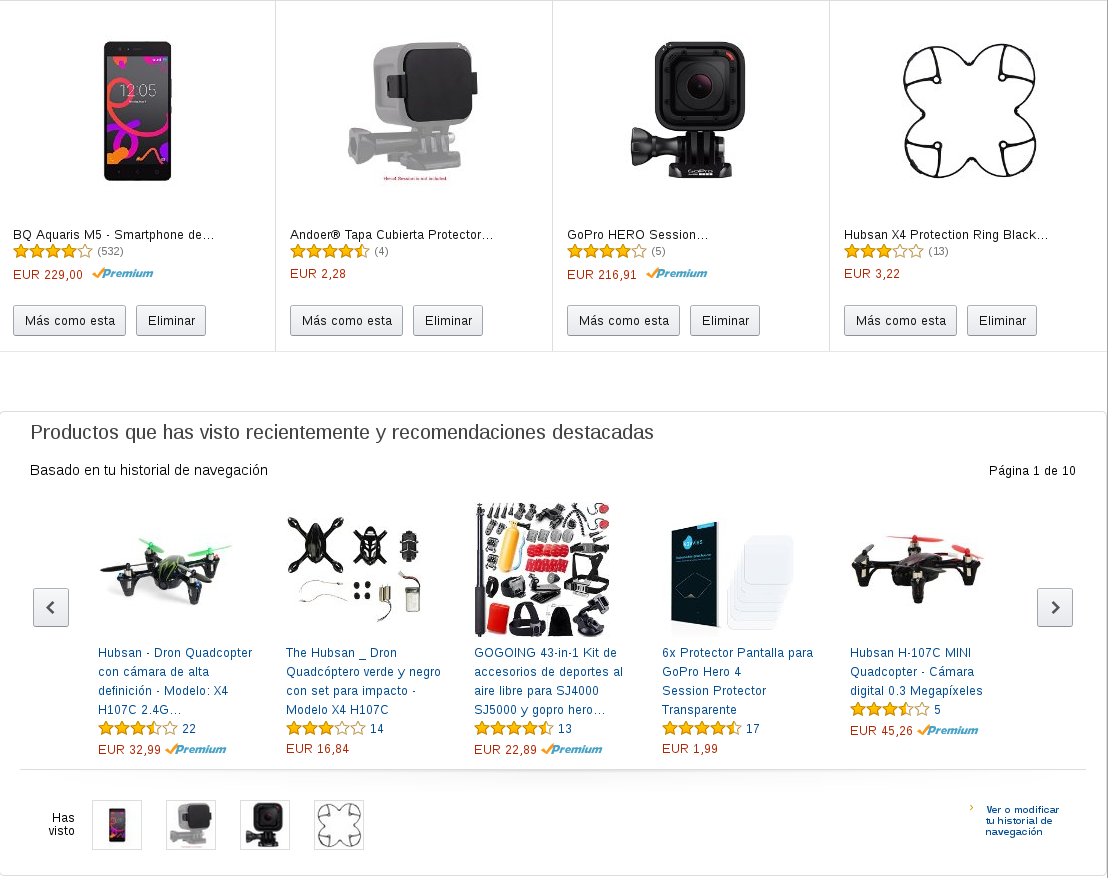 12:05
Hero4 Session is not included
GoPro
BQ Aquaris M5 - Smartphone de...
(532)
EUR 229,00 Premium
Más como esta
Eliminar
Andoer® Tapa Cubierta Protector...
(4)
EUR 2,28
Más como esta
Eliminar
GoPro HERO Session...
(5)
EUR 216,91 Premium
Más como esta
Eliminar
Hubsan X4 Protection Ring Black...
(13)
EUR 3,22
Más como esta
Eliminar
Productos que has visto recientemente y recomendaciones destacadas
Basado en tu historial de navegación
Página 1 de 10
Hubsan - Dron Quadcopter
con cámara de alta
definición - Modelo: X4
H107C 2.4G...
22
EUR 32,99 Premium
The Hubsan _ Dron
Quadcóptero verde y negro
con set para impacto -
Modelo X4 H107C
14
EUR 16,84
GOGOING 43-in-1 Kit de
accesorios de deportes al
aire libre para SJ4000
SJ5000 y gopro hero...
13
EUR 22,89 Premium
6x Protector Pantalla para
GoPro Hero 4
Session Protector
Transparente
17
EUR 1,99
Hubsan H-107C MINI
Quadcopter - Cámara
digital 0.3 Megapíxeles
5
EUR 45,26 Premium
Has
visto
Ver o modificar
tu historial de
navegación